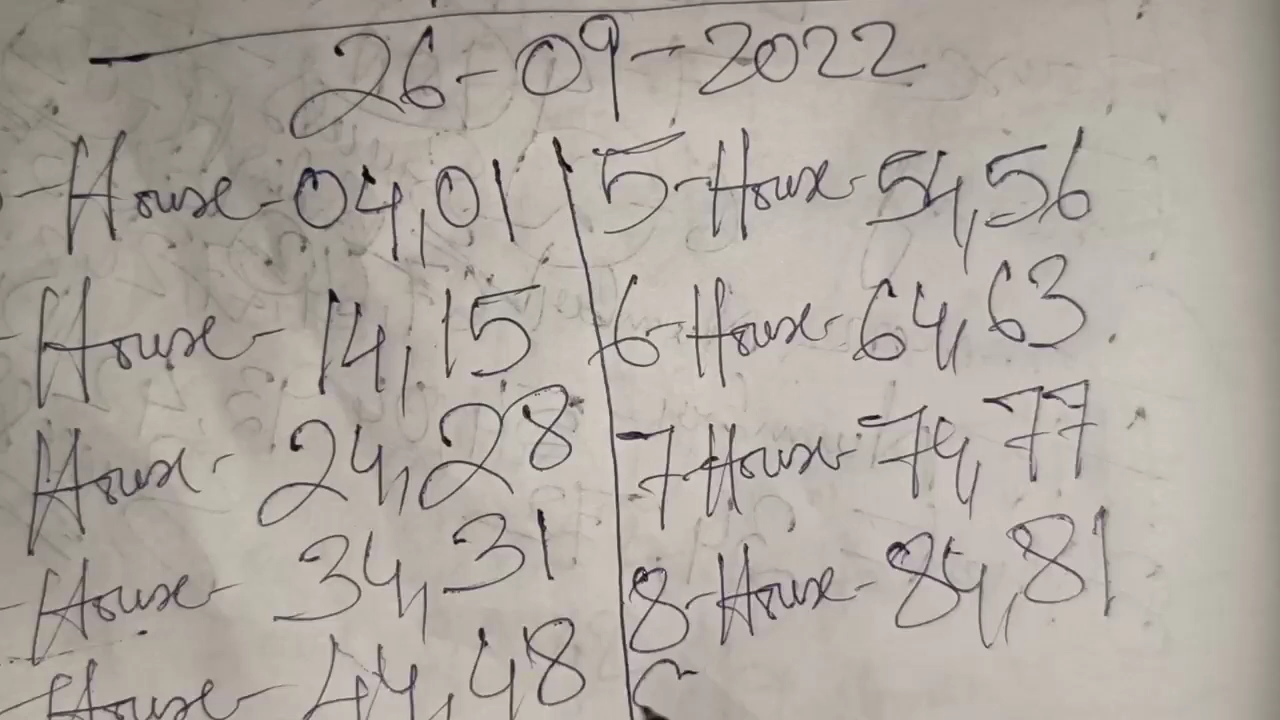 26-09-2022
-House-04,01
-House-14,15
House-24,28
-House-34,31
-House-44,48
5-House-54,56
6-House-64,63
7-House-74,77
8-House-84,81